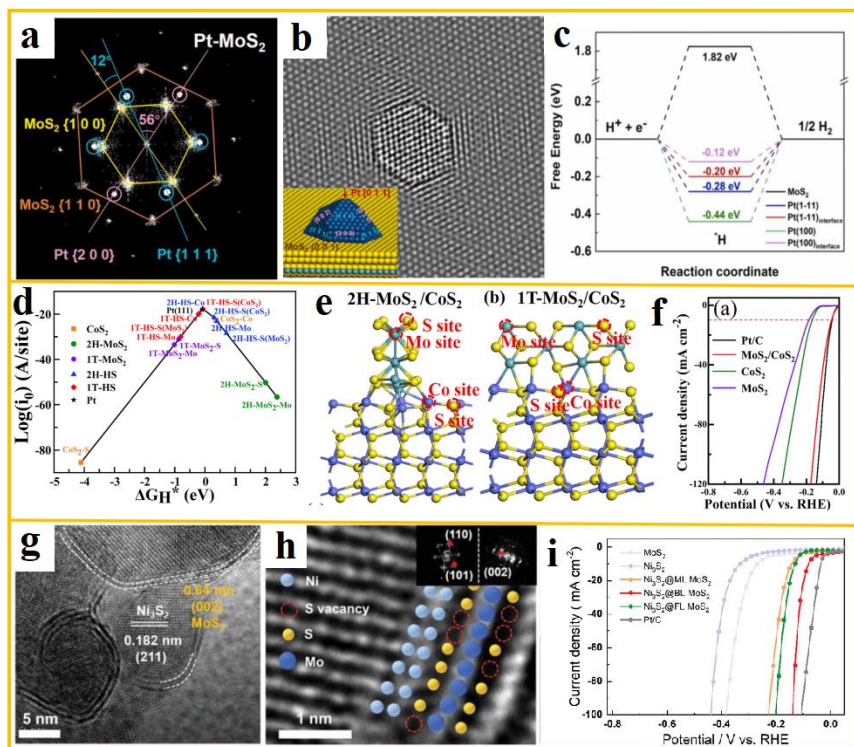 a
Pt-MoS2
12°
56°
MoS2 {1 0 0}
MoS2 {1 1 0}
Pt {2 0 0}
Pt {1 1 1}
b
Pt[0 1 1]
(0 0 2)
(2 0 0)
MoS2 (0 0 1)
c
Free Energy (eV)
1.8
0.2
0.0
-0.2
-0.4
-0.6
1.82 eV
H+ + e-
1/2 H2
-0.12 eV
-0.20 eV
-0.28 eV
-0.44 eV
*H
MoS2
Pt(1-11)
Pt(1-11)interface
Pt(100)
Pt(100)interface
Reaction coordinate
d
Log(i0) (A/site)
-20
-40
-60
-80
CoS2
2H-MoS2
1T-MoS2
2H-HS
1T-HS
Pt
2H-HS-Co
1T-HS-S(CoS2)
Pt(111)
1T-HS-Co
2H-HS-S(CoS2)
CoS2-Co
1T-HS-S(MoS2)
2H-HS-Mo
1T-HS-Mo
1T-MoS2-S
2H-HS-S(MoS2)
1T-MoS2-Mo
2H-MoS2-S
2H-MoS2-Mo
CoS2-S
-5 -4 -3 -2 -1 0 1 2 3
ΔGH* (eV)
e
2H-MoS2/CoS2
S site
Mo site
Co site
S site
(b)
1T-MoS2/CoS2
Mo site
S site
S site
Co site
f
(a)
Current density (mA cm-2)
0
-40
-80
-120
Pt/C
MoS2/CoS2
CoS2
MoS2
-0.8 -0.6 -0.4 -0.2 0.0
Potential (V vs. RHE)
g
0.64 nm
(002)
MoS2
Ni3S2
0.182 nm
(211)
5 nm
h
(110)
(101)
(002)
Ni
S vacancy
S
Mo
1 nm
i
Current density ( mA cm-2)
0
-20
-40
-60
-80
-100
MoS2
Ni3S2
Ni3S2@ML MoS2
Ni3S2@BL MoS2
Ni3S2@FL MoS2
Pt/C
-0.8 -0.6 -0.4 -0.2 0.0
Potential / V vs. RHE